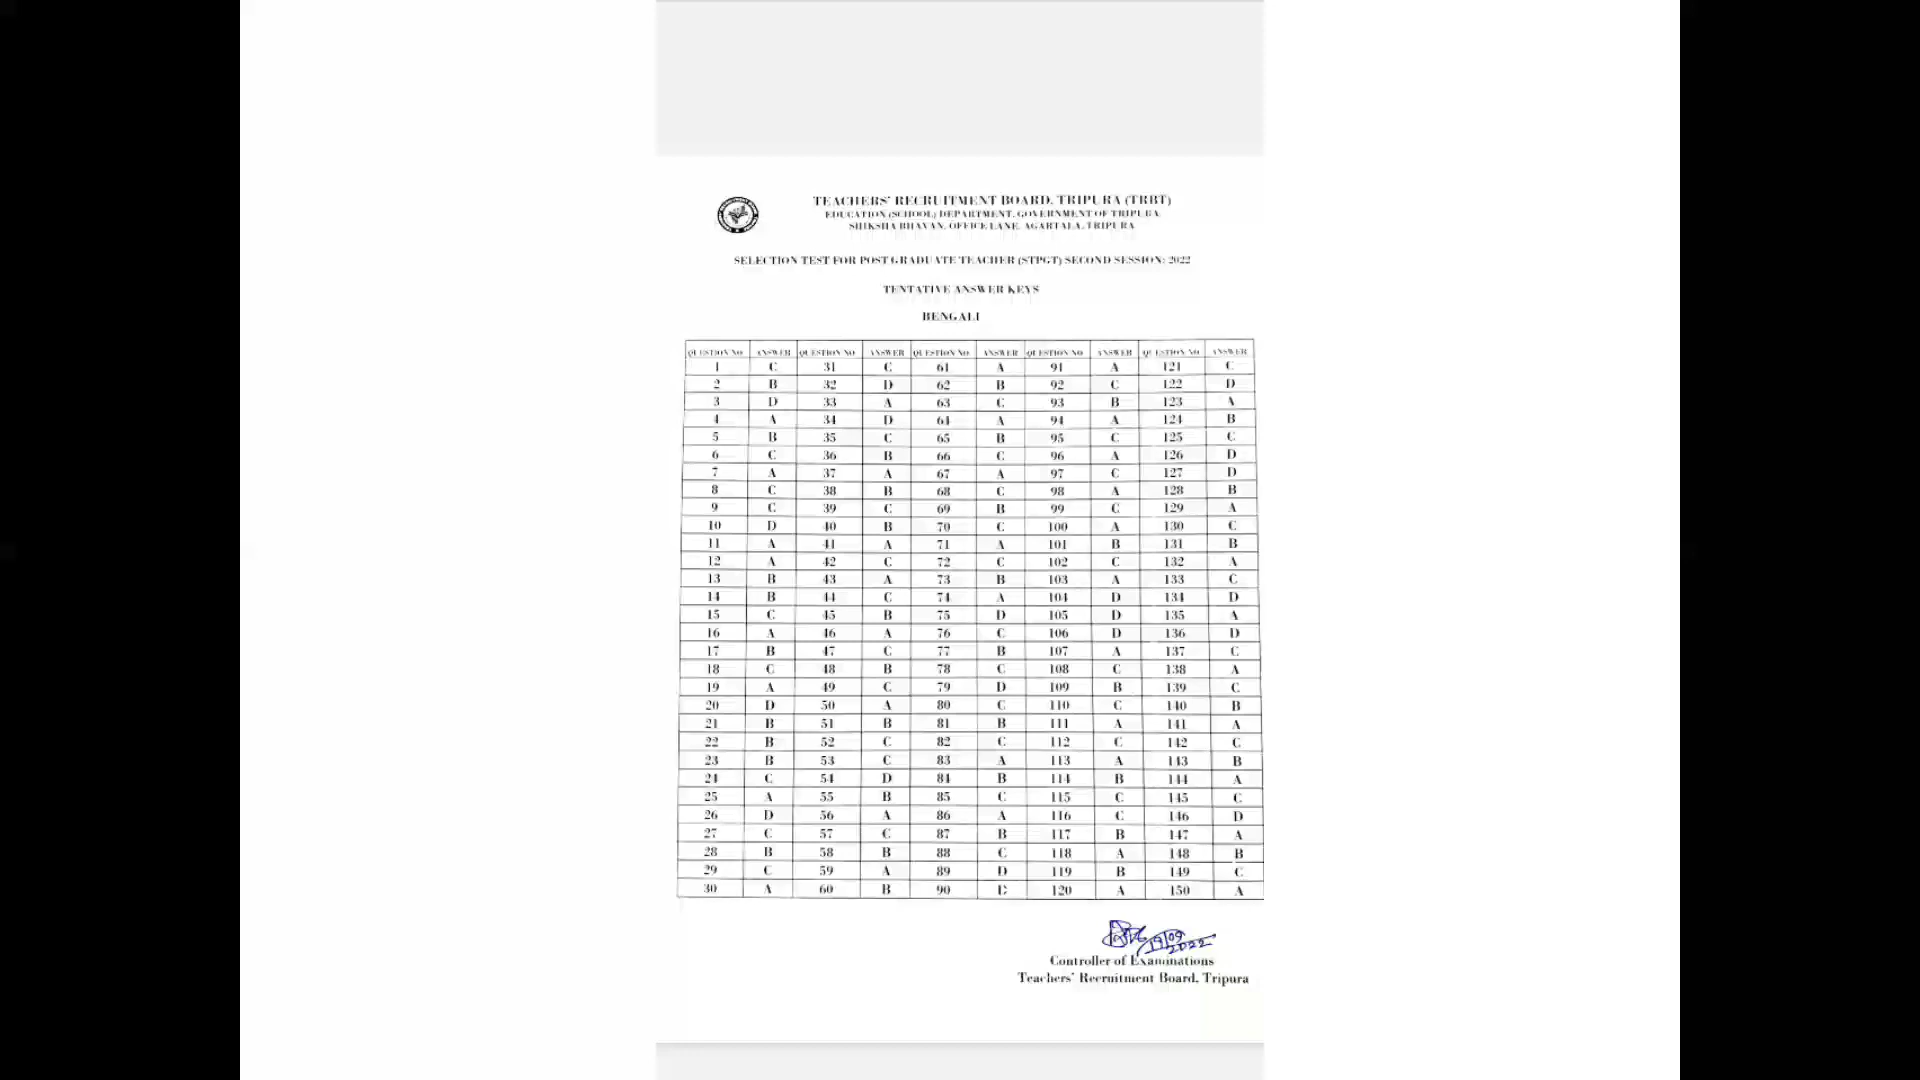 TEACHERS' RECRUITMENT BOARD, TRIPURA (TRBT)
EDUCATION (SCHOOL) DEPARTMENT, GOVERNMENT OF TRIPURA
SHIKSHA BHAVAN, OFFICE LANE, AGARTALA, TRIPURA
SELECTION TEST FOR POST GRADUATE TEACHER (STPGT) SECOND SESSION: 2022
TENTATIVE ANSWER KEYS
BENGALI
QUESTION NO ANSWER QUESTION NO ANSWER QUESTION NO ANSWER QUESTION NO ANSWER QUESTION NO ANSWER
1 C 31 C 61 A 91 A 121 C
2 B 32 D 62 B 92 C 122 D
3 D 33 A 63 C 93 B 123 A
4 A 34 D 64 A 94 A 124 B
5 B 35 C 65 B 95 C 125 C
6 C 36 B 66 C 96 A 126 D
7 A 37 A 67 A 97 C 127 D
8 C 38 B 68 C 98 A 128 B
9 C 39 C 69 B 99 C 129 A
10 D 40 B 70 C 100 A 130 C
11 A 41 A 71 A 101 B 131 B
12 A 42 C 72 C 102 C 132 A
13 B 43 A 73 B 103 A 133 C
14 B 44 C 74 A 104 D 134 D
15 C 45 B 75 D 105 D 135 A
16 A 46 A 76 C 106 D 136 D
17 B 47 C 77 B 107 A 137 C
18 C 48 B 78 C 108 C 138 A
19 A 49 C 79 D 109 B 139 C
20 D 50 A 80 C 110 C 140 B
21 B 51 B 81 B 111 A 141 A
22 B 52 C 82 C 112 C 142 C
23 B 53 C 83 A 113 A 143 B
24 C 54 D 84 B 114 B 144 A
25 A 55 B 85 C 115 C 145 C
26 D 56 A 86 A 116 C 146 D
27 C 57 C 87 B 117 B 147 A
28 B 58 B 88 C 118 A 148 B
29 C 59 A 89 D 119 B 149 C
30 A 60 B 90 120 A 150 A
19/09
2022
Controller of Examinations
Teachers' Recruitment Board, Tripura